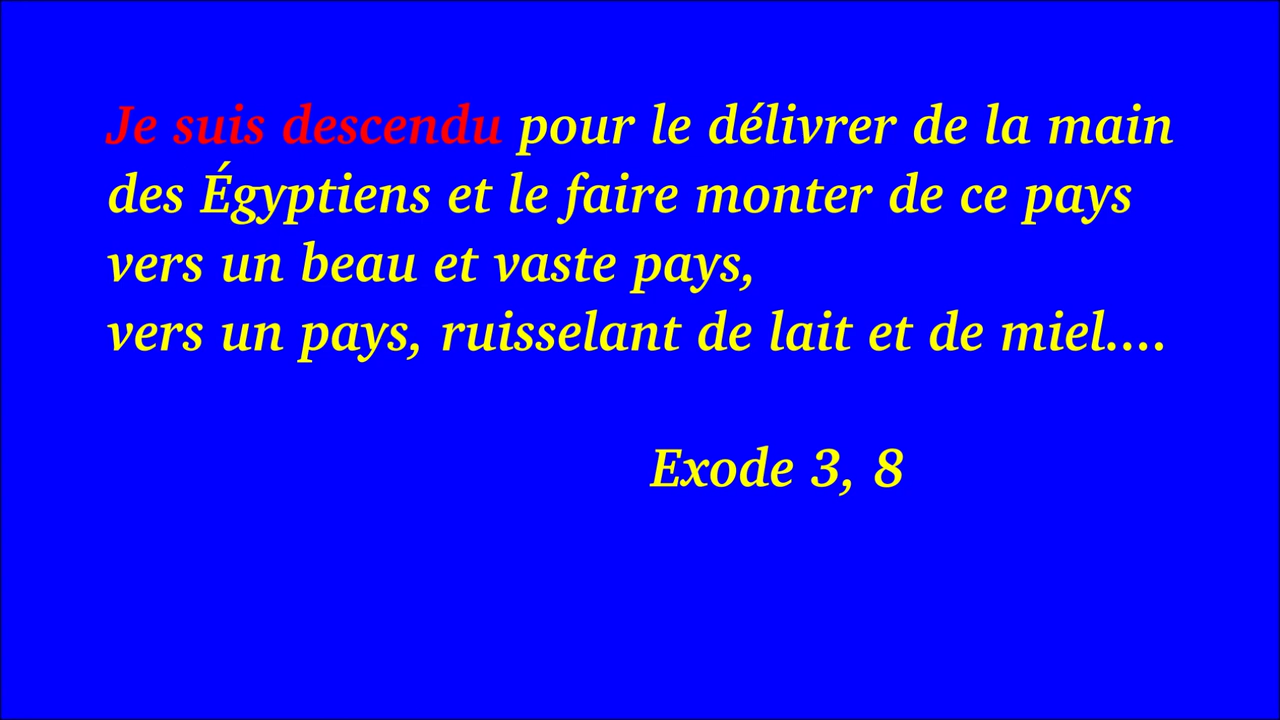 Je suis descendu pour le délivrer de la main
des Égyptiens et le faire monter de ce pays
vers un beau et vaste pays,
vers un pays, ruisselant de lait et de miel....
Exode 3, 8